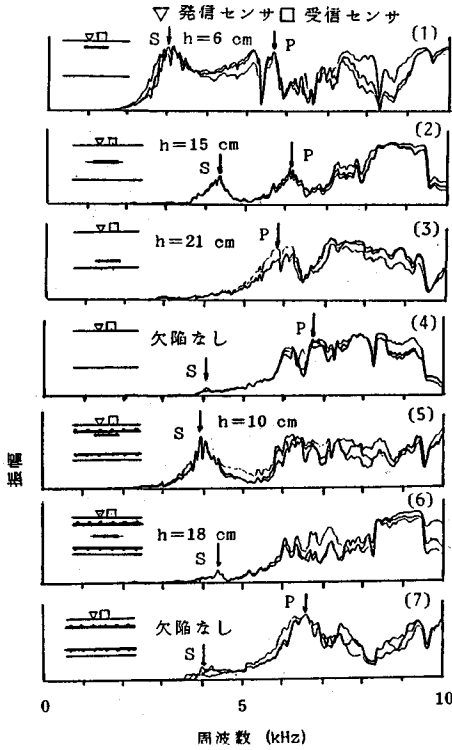 ▽ 発信センサ □ 受信センサ
S h=6 cm P (1)
h=15 cm (2)
S P
h=21 cm P (3)
欠陥なし P (4)
S
S h=10 cm (5)
h=18 cm (6)
S
欠陥なし P (7)
S
振幅
0 5 10
周波数 (kHz)